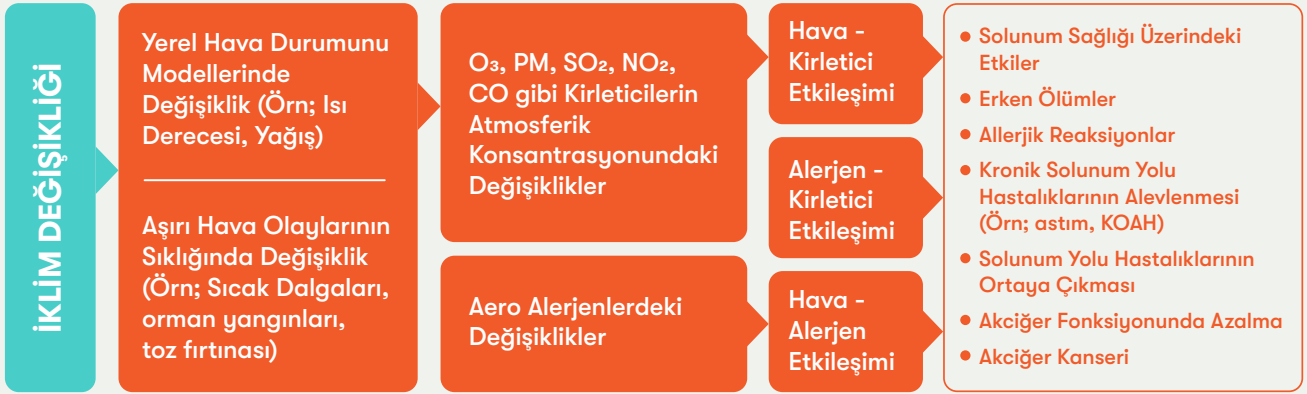 İKLİM DEĞİŞİKLİĞİ
Yerel Hava Durumunu
Modellerinde
Değişiklik (Örn; Isı
Derecesi, Yağış)
Aşırı Hava Olaylarının
Sıklığında Değişiklik
(Örn; Sıcak Dalgaları,
orman yangınları,
toz fırtınası)
O₃, PM, SO₂, NO₂,
CO gibi Kirleticilerin
Atmosferik
Konsantrasyonundaki
Değişiklikler
Aero Alerjenlerdeki
Değişiklikler
Hava -
Kirletici
Etkileşimi
Alerjen -
Kirletici
Etkileşimi
Hava -
Alerjen
Etkileşimi
• Solunum Sağlığı Üzerindeki
Etkiler
• Erken Ölümler
• Allerjik Reaksiyonlar
• Kronik Solunum Yolu
Hastalıklarının Alevlenmesi
(Örn; astım, KOAH)
• Solunum Yolu Hastalıklarının
Ortaya Çıkması
• Akciğer Fonksiyonunda Azalma
• Akciğer Kanseri